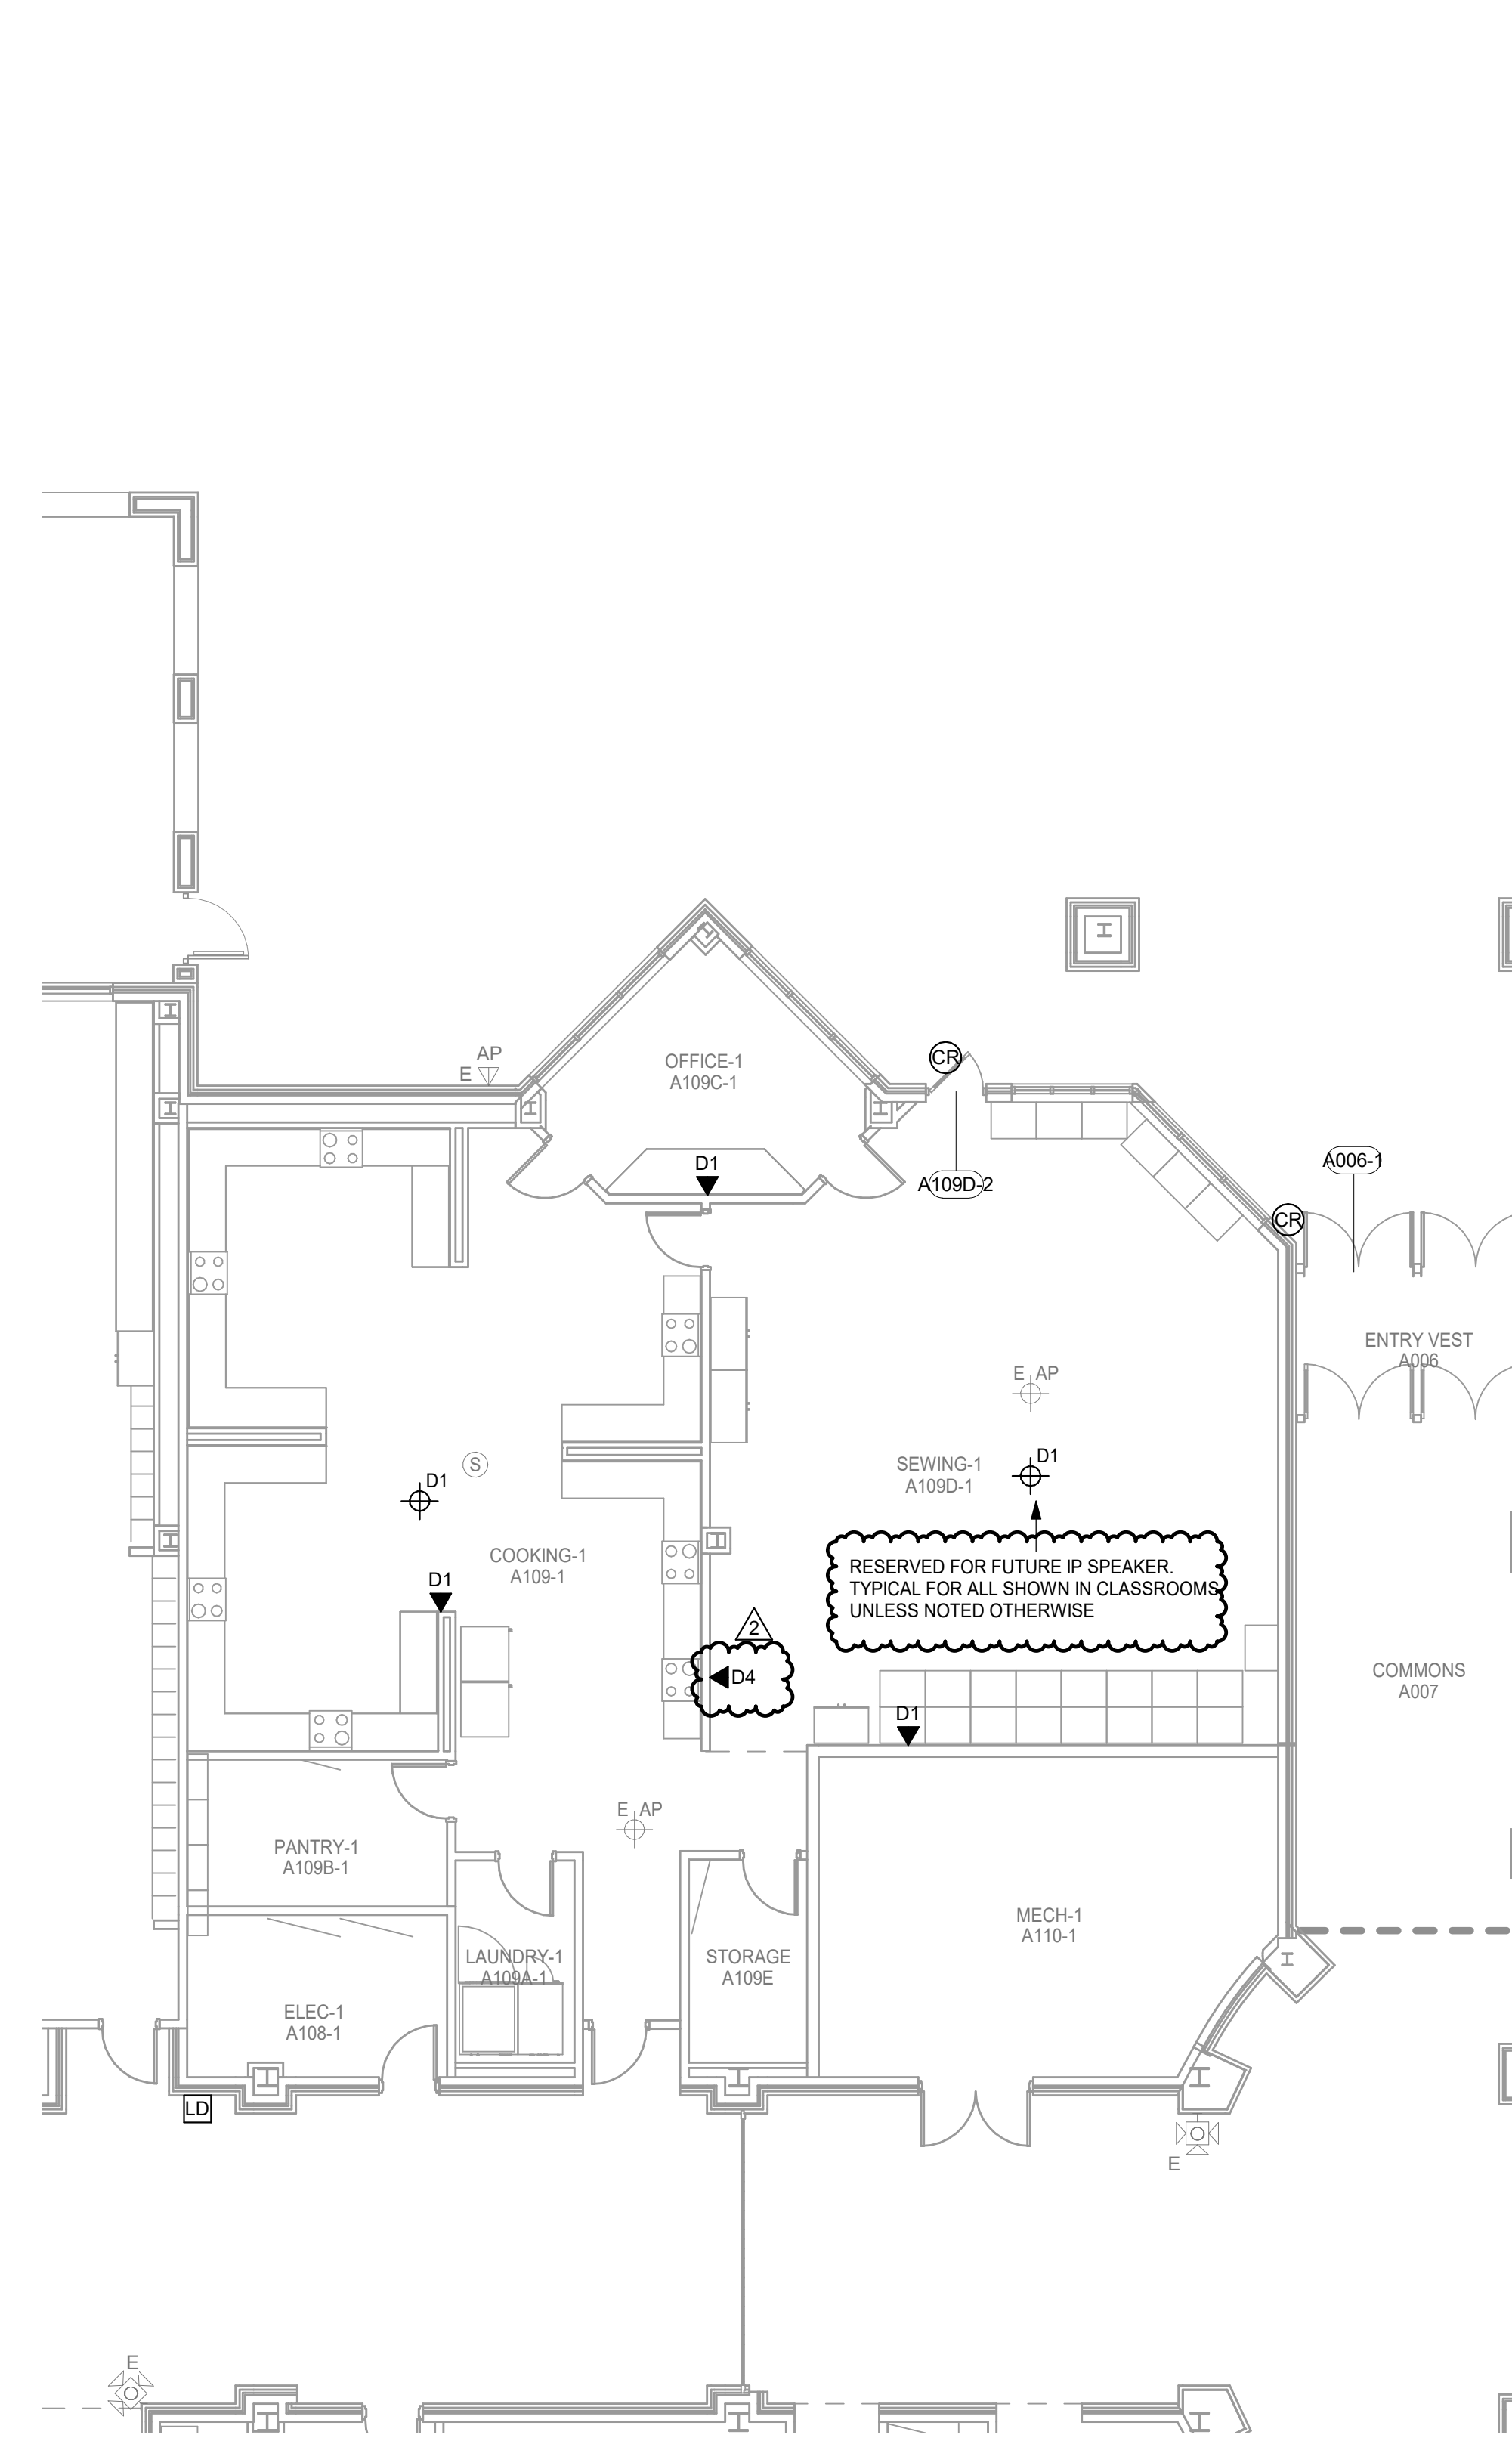 AP
E
OFFICE-1
A109C-1
CR
D1
A109D-2
A006-1
CR
ENTRY VEST
A006
E AP
S
D1
SEWING-1
A109D-1
D1
COOKING-1
A109-1
RESERVED FOR FUTURE IP SPEAKER.
TYPICAL FOR ALL SHOWN IN CLASSROOMS
UNLESS NOTED OTHERWISE
D1
2
D4
COMMONS
A007
D1
E AP
PANTRY-1
A109B-1
MECH-1
A110-1
LAUNDRY-1
A109A-1
STORAGE
A109E
ELEC-1
A108-1
LD
E
E